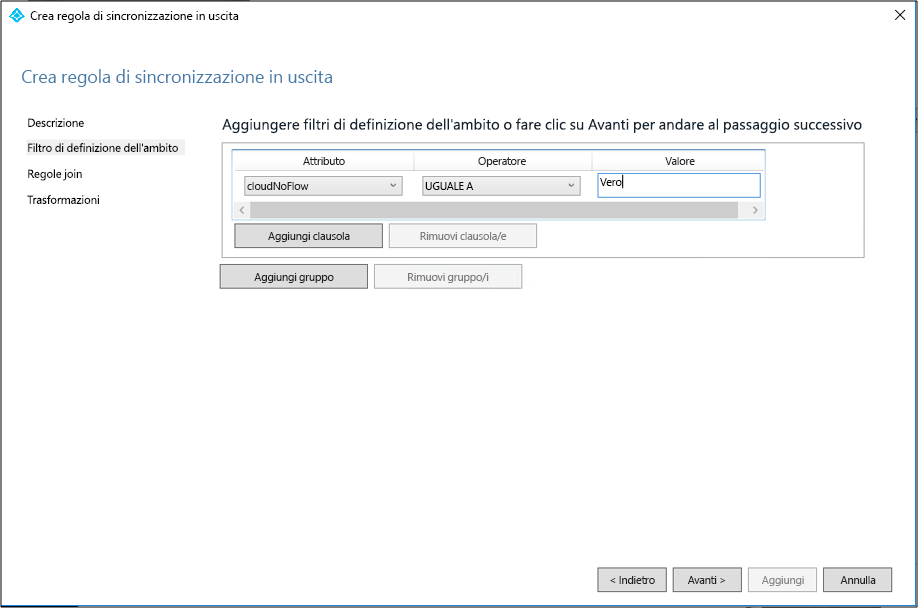 Crea regola di sincronizzazione in uscita
Crea regola di sincronizzazione in uscita
Descrizione
Filtro di definizione dell'ambito
Regole join
Trasformazioni
Aggiungere filtri di definizione dell'ambito o fare clic su Avanti per andare al passaggio successivo
Attributo Operatore Valore
cloudNoFlow UGUALE A Vero
Aggiungi clausola Rimuovi clausola/e
Aggiungi gruppo Rimuovi gruppo/i
< Indietro Avanti > Aggiungi Annulla